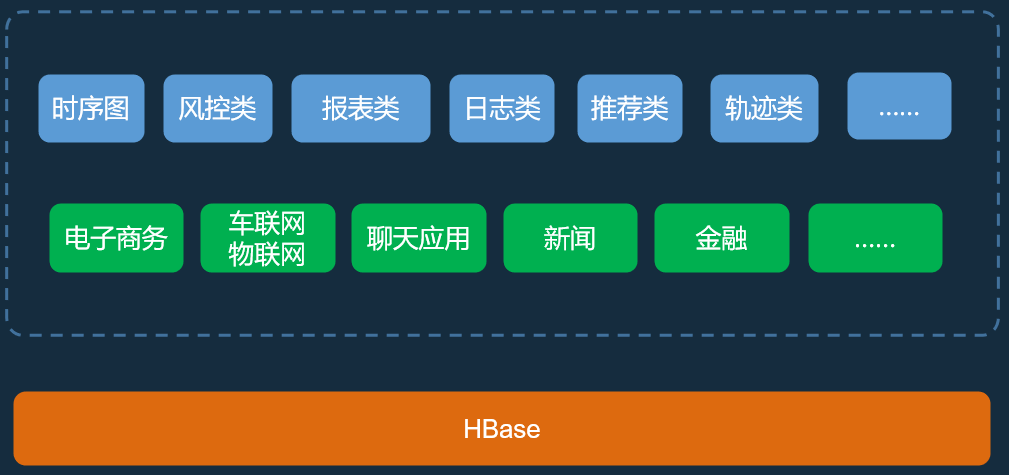 时序图
风控类
报表类
日志类
推荐类
轨迹类
......
电子商务
车联网
物联网
聊天应用
新闻
金融
......
HBase